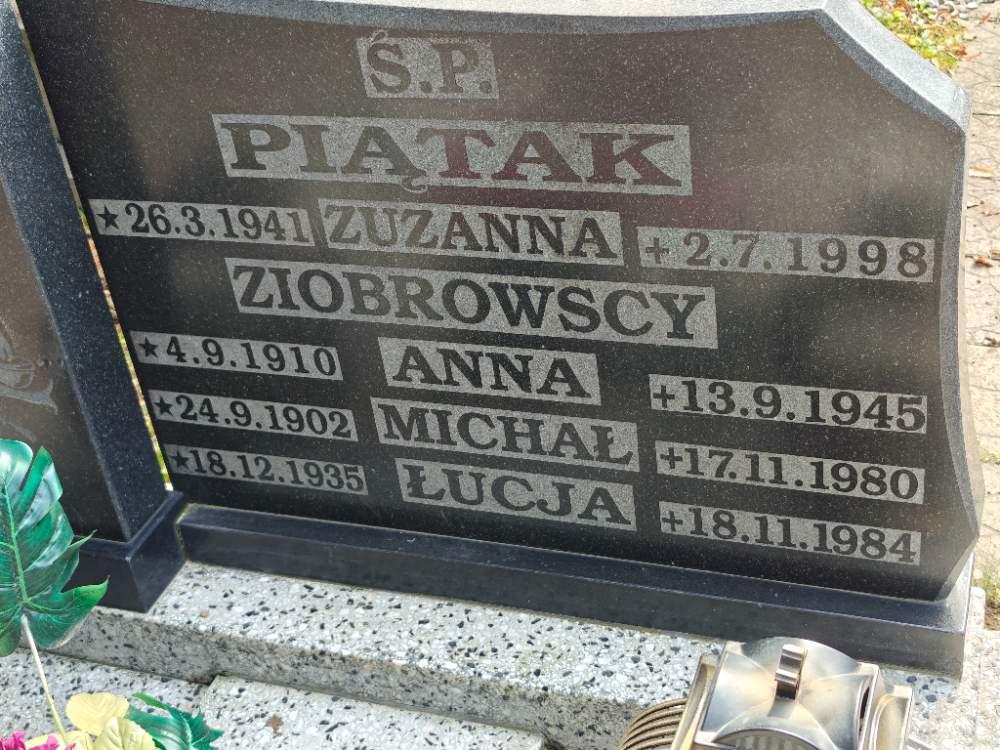 Ś.P.
PIĄTAK
★26.3.1941 ZUZANNA +2.7.1998
ZIOBROWSCY
★4.9.1910 ANNA +13.9.1945
★24.9.1902 MICHAŁ +17.11.1980
★18.12.1935 ŁUCJA +18.11.1984